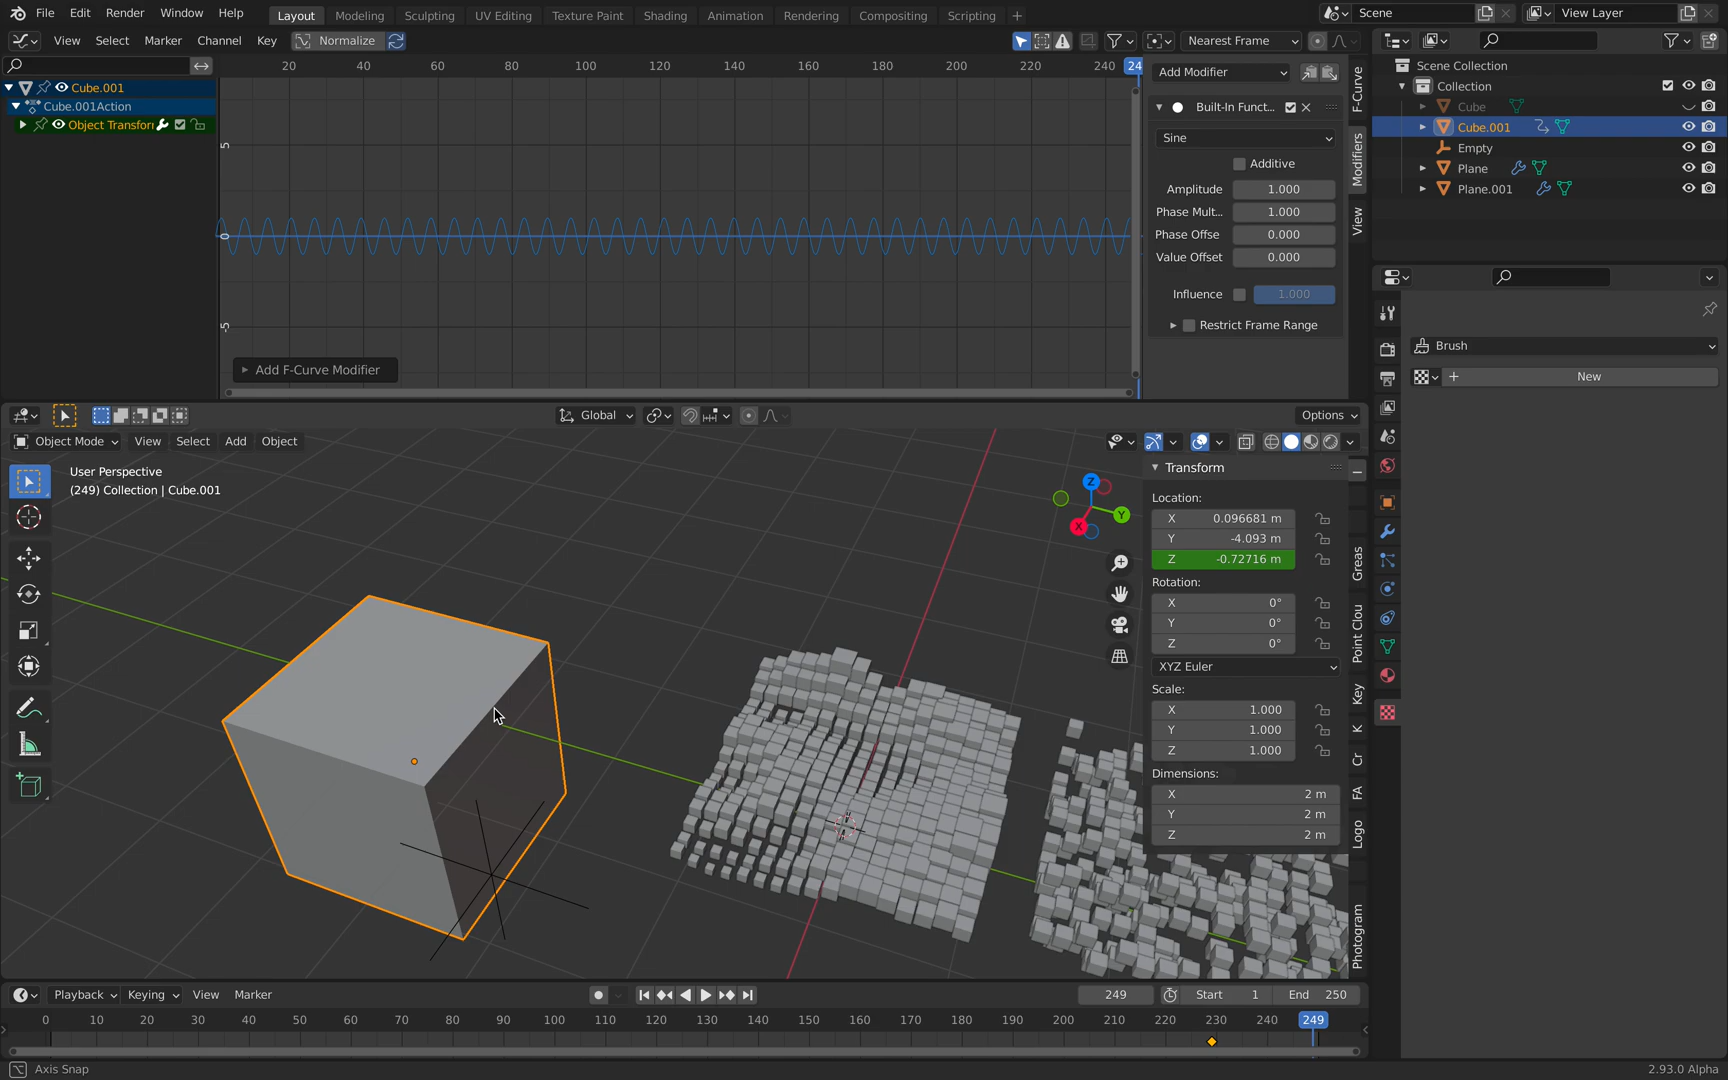 File Edit Render Window Help Layout Modeling Sculpting UV Editing Texture Paint Shading Animation Rendering Compositing Scripting + Scene View Layer
View Select Marker Channel Key Normalize Nearest Frame
20 40 60 80 100 120 140 160 180 200 220 240 24
Cube.001
Cube.001Action
Object Transfor
5
0
-5
Add F-Curve Modifier
Add Modifier
Built-In Funct...
Sine
Additive
Amplitude 1.000
Phase Mult... 1.000
Phase Offse 0.000
Value Offset 0.000
Influence 1.000
Restrict Frame Range
F-Curve
Modifiers
View
Scene Collection
Collection
Cube
Cube.001
Empty
Plane
Plane.001
Brush
New
Global Options
Object Mode View Select Add Object
User Perspective
(249) Collection | Cube.001
Z
Y
X
Transform
Location:
X 0.096681 m
Y -4.093 m
Z -0.72716 m
Rotation:
X 0°
Y 0°
Z 0°
XYZ Euler
Scale:
X 1.000
Y 1.000
Z 1.000
Dimensions:
X 2 m
Y 2 m
Z 2 m
Greas
Point Clou
Key
K
Cr
FA
Logo
Photogram
Playback Keying View Marker 249 Start 1 End 250
0 10 20 30 40 50 60 70 80 90 100 110 120 130 140 150 160 170 180 190 200 210 220 230 240 249
Axis Snap 2.93.0 Alpha